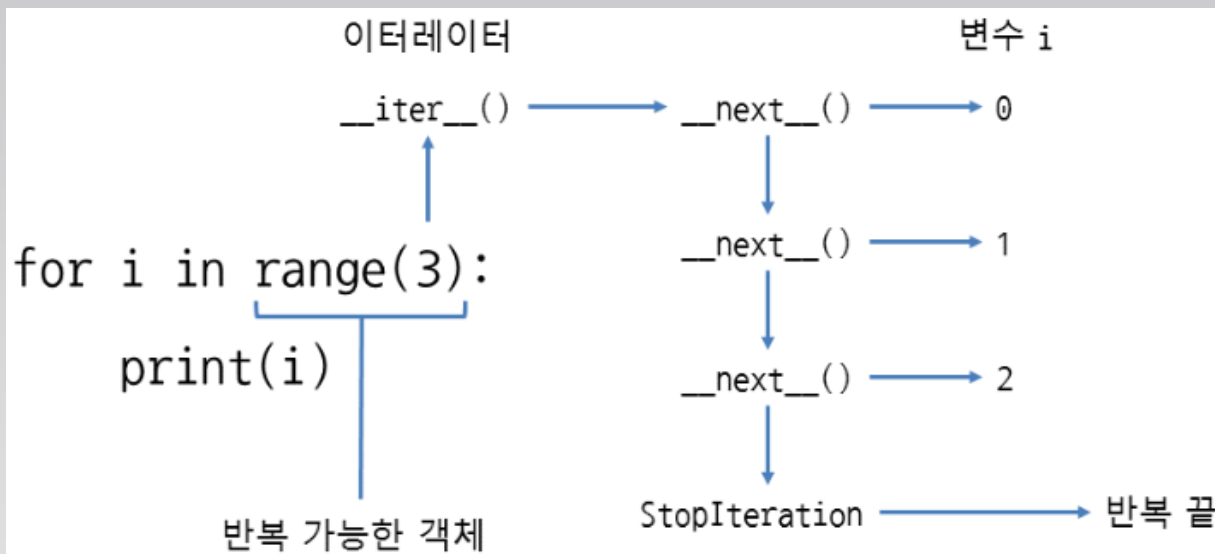 이터레이터 변수 i
__iter__() __next__() 0
__next__() 1
for i in range(3):
print(i)
__next__() 2
StopIteration 반복 끝
반복 가능한 객체